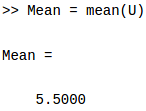 >> Mean = mean(U)
Mean =
5.5000